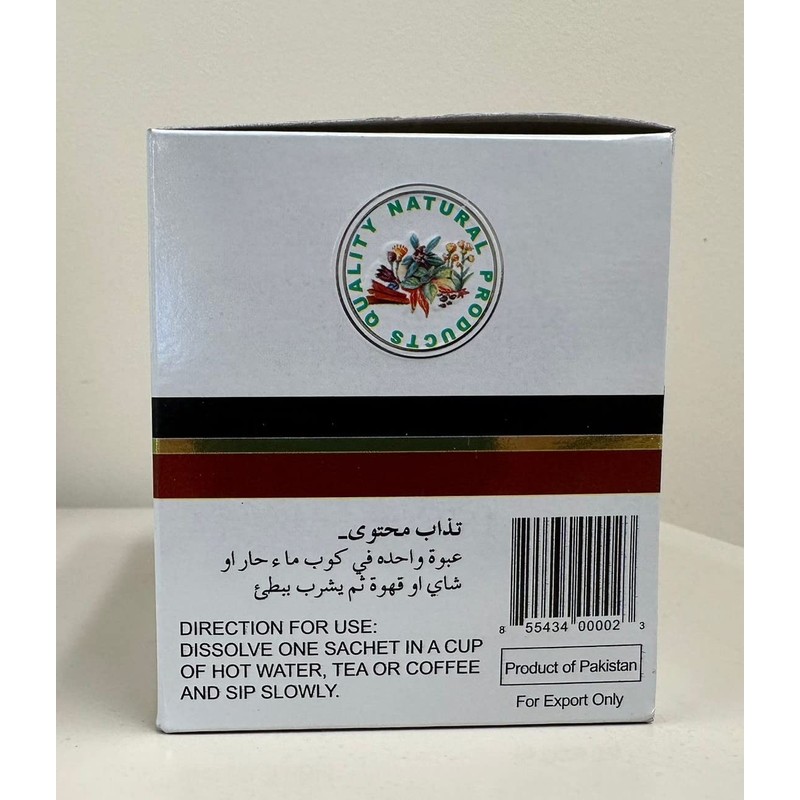 QUALITY NATURAL PRODUCTS
تذاب محتوى۔
عبوة واحده في كوب ماء حار او
شاي او قهوة ثم يشرب ببطئ
DIRECTION FOR USE:
DISSOLVE ONE SACHET IN A CUP
OF HOT WATER, TEA OR COFFEE
AND SIP SLOWLY.
8 55434 00002 3
Product of Pakistan
For Export Only